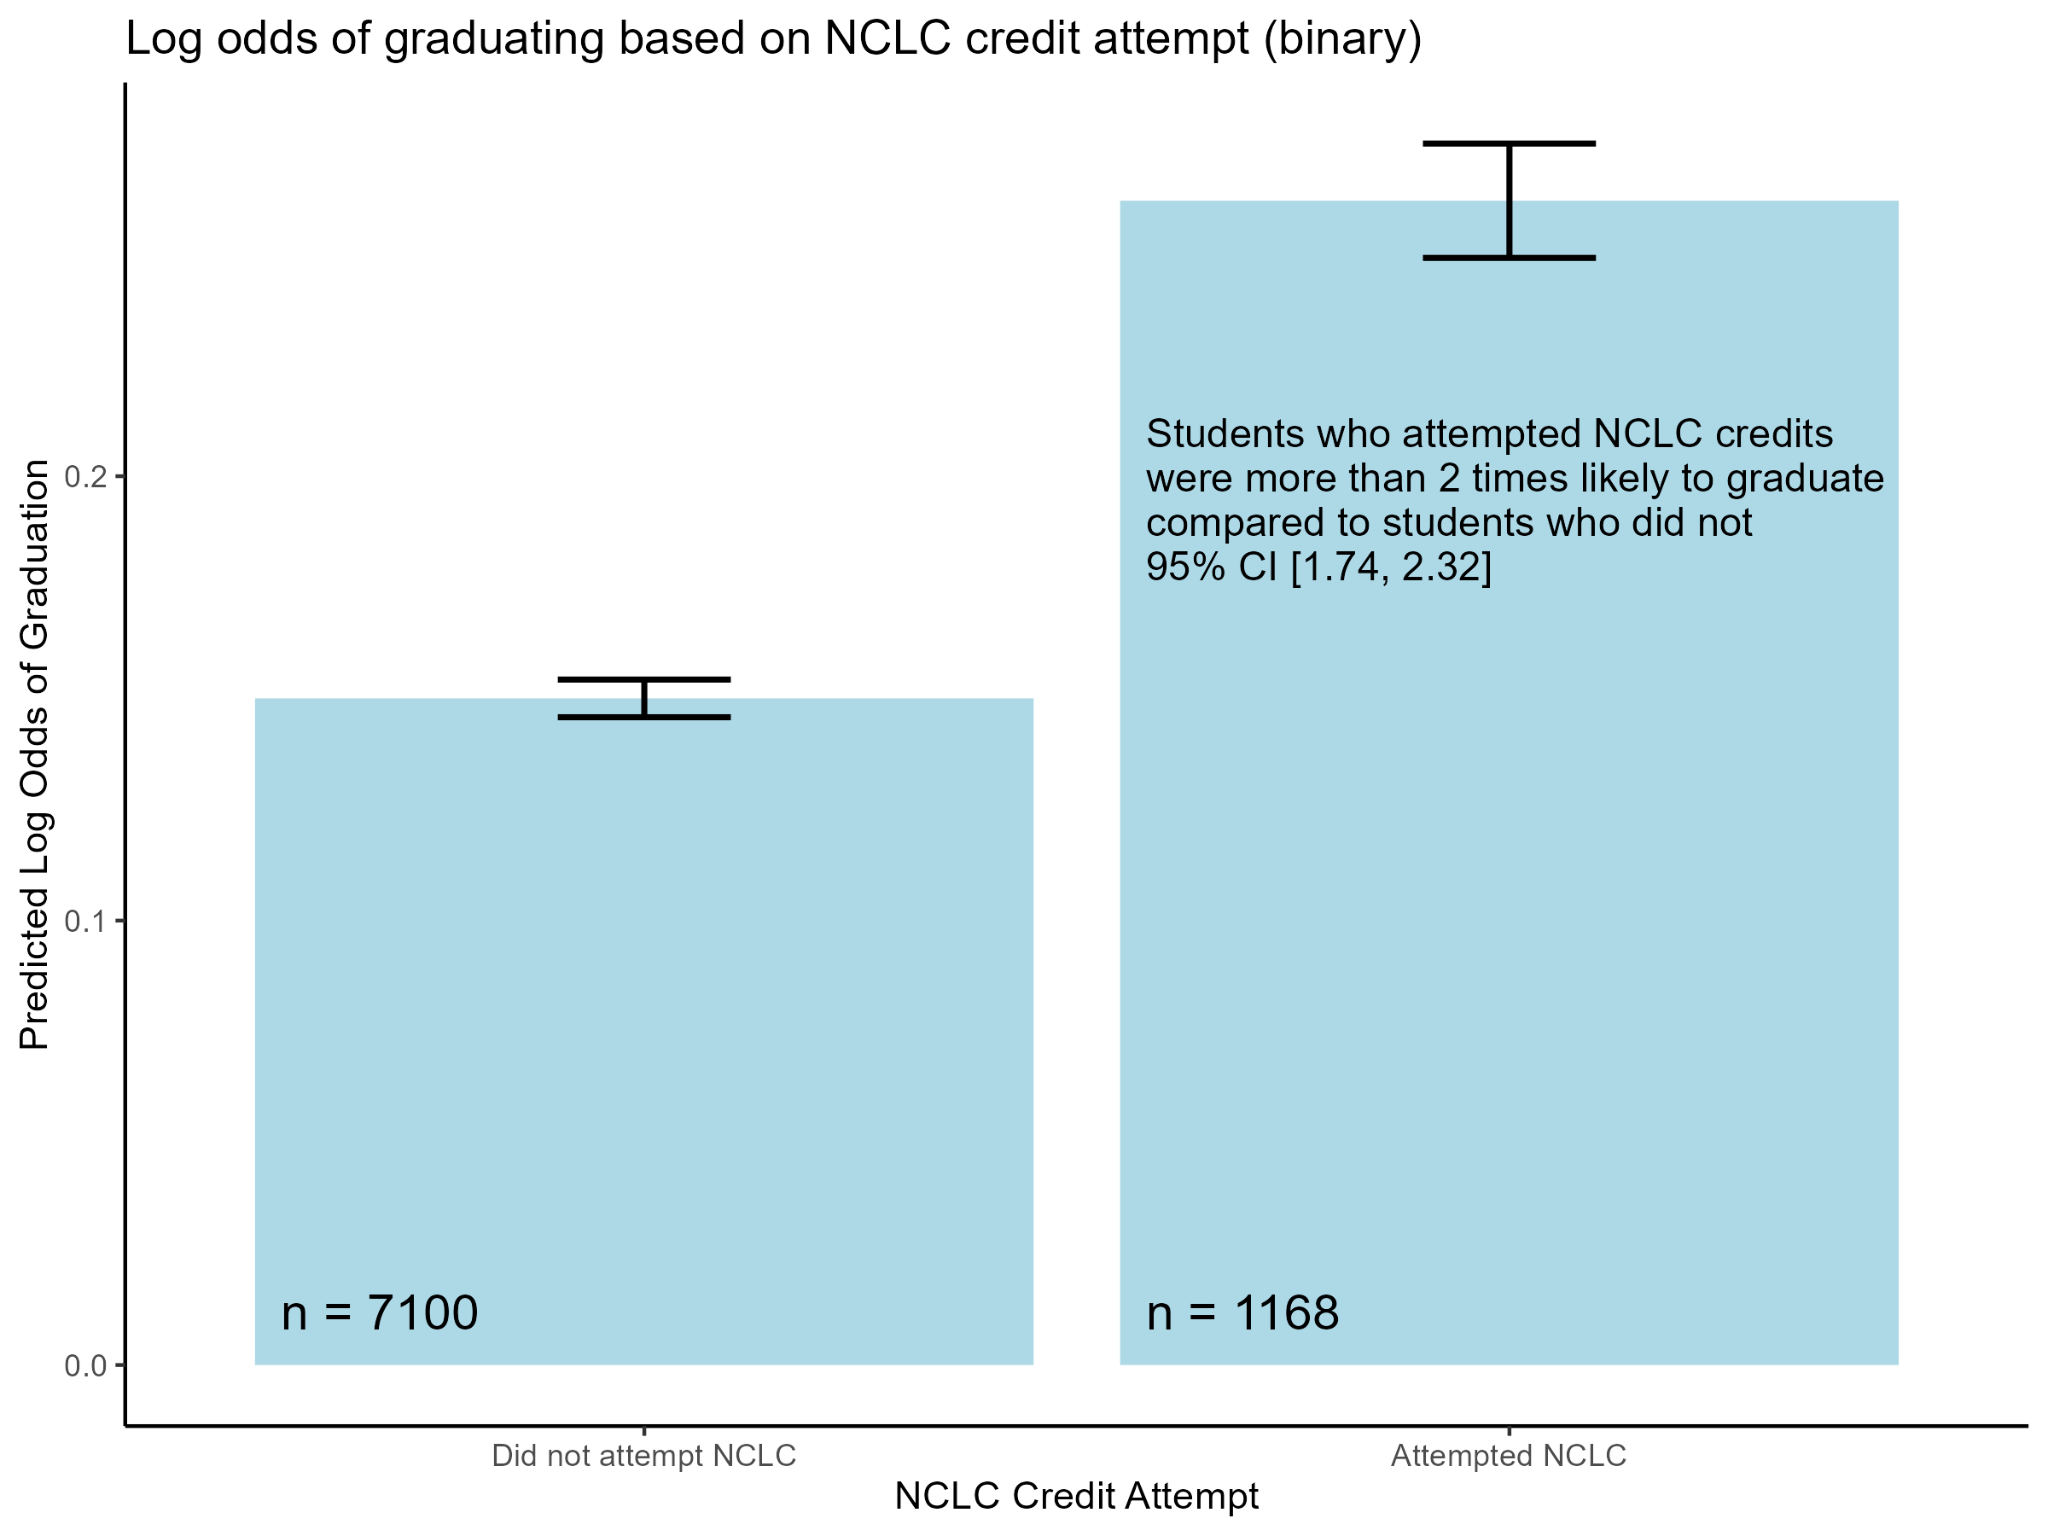 Log odds of graduating based on NCLC credit attempt (binary)
Predicted Log Odds of Graduation
0.2
0.1
0.0
Students who attempted NCLC credits
were more than 2 times likely to graduate
compared to students who did not
95% CI [1.74, 2.32]
n = 7100
n = 1168
Did not attempt NCLC
Attempted NCLC
NCLC Credit Attempt